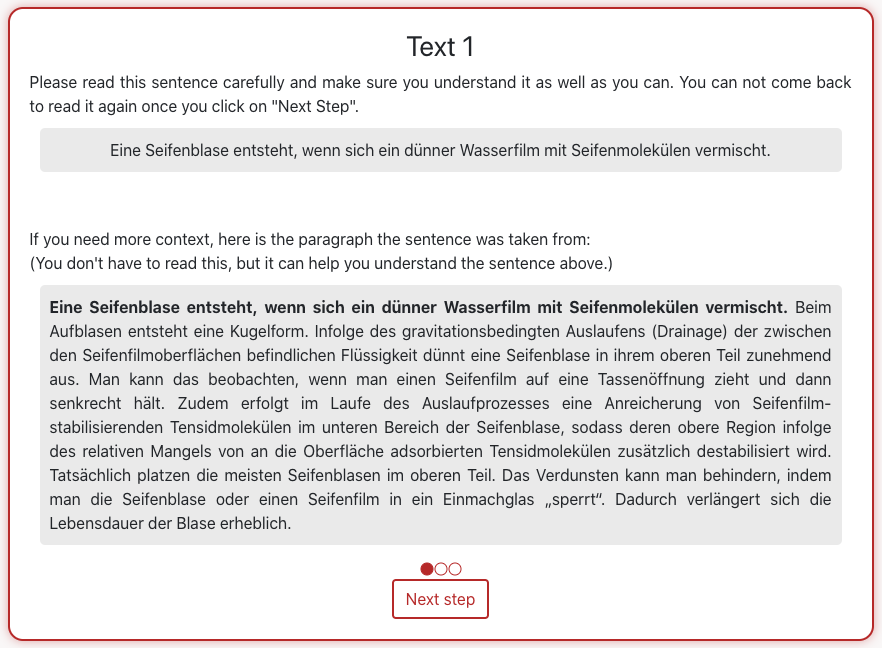 Text 1
Please read this sentence carefully and make sure you understand it as well as you can. You can not come back
to read it again once you click on "Next Step".
Eine Seifenblase entsteht, wenn sich ein dünner Wasserfilm mit Seifenmolekülen vermischt.
If you need more context, here is the paragraph the sentence was taken from:
(You don't have to read this, but it can help you understand the sentence above.)
Eine Seifenblase entsteht, wenn sich ein dünner Wasserfilm mit Seifenmolekülen vermischt. Beim
Aufblasen entsteht eine Kugelform. Infolge des gravitationsbedingten Auslaufens (Drainage) der zwischen
den Seifenfilmoberflächen befindlichen Flüssigkeit dünnt eine Seifenblase in ihrem oberen Teil zunehmend
aus. Man kann das beobachten, wenn man einen Seifenfilm auf eine Tassenöffnung zieht und dann
senkrecht hält. Zudem erfolgt im Laufe des Auslaufprozesses eine Anreicherung von Seifenfilm-
stabilisierenden Tensidmolekülen im unteren Bereich der Seifenblase, sodass deren obere Region infolge
des relativen Mangels von an die Oberfläche adsorbierten Tensidmolekülen zusätzlich destabilisiert wird.
Tatsächlich platzen die meisten Seifenblasen im oberen Teil. Das Verdunsten kann man behindern, indem
man die Seifenblase oder einen Seifenfilm in ein Einmachglas „sperrt“. Dadurch verlängert sich die
Lebensdauer der Blase erheblich.
Next step